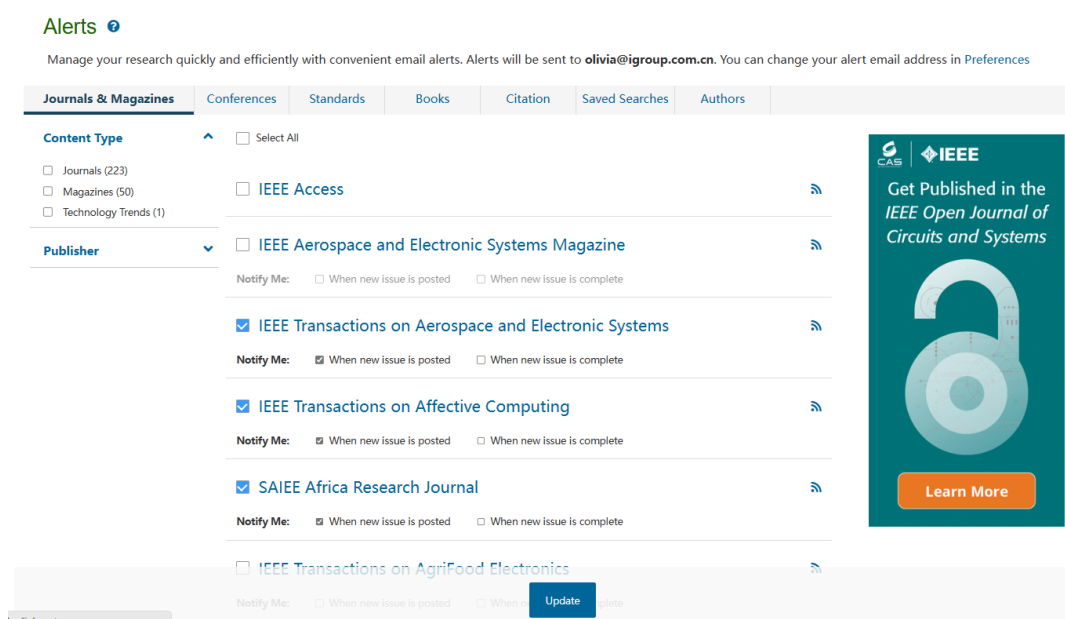 Alerts ?
Manage your research quickly and efficiently with convenient email alerts. Alerts will be sent to olivia@igroup.com.cn. You can change your alert email address in Preferences
Journals & Magazines Conferences Standards Books Citation Saved Searches Authors
Content Type
Journals (223)
Magazines (50)
Technology Trends (1)
Publisher
Select All
IEEE Access
IEEE Aerospace and Electronic Systems Magazine
Notify Me: When new issue is posted When new issue is complete
IEEE Transactions on Aerospace and Electronic Systems
Notify Me: When new issue is posted When new issue is complete
IEEE Transactions on Affective Computing
Notify Me: When new issue is posted When new issue is complete
SAIEE Africa Research Journal
Notify Me: When new issue is posted When new issue is complete
IEEE Transactions on AgriFood Electronics
Notify Me: When new issue is posted When
Update
CAS IEEE
Get Published in the
IEEE Open Journal of
Circuits and Systems
Learn More